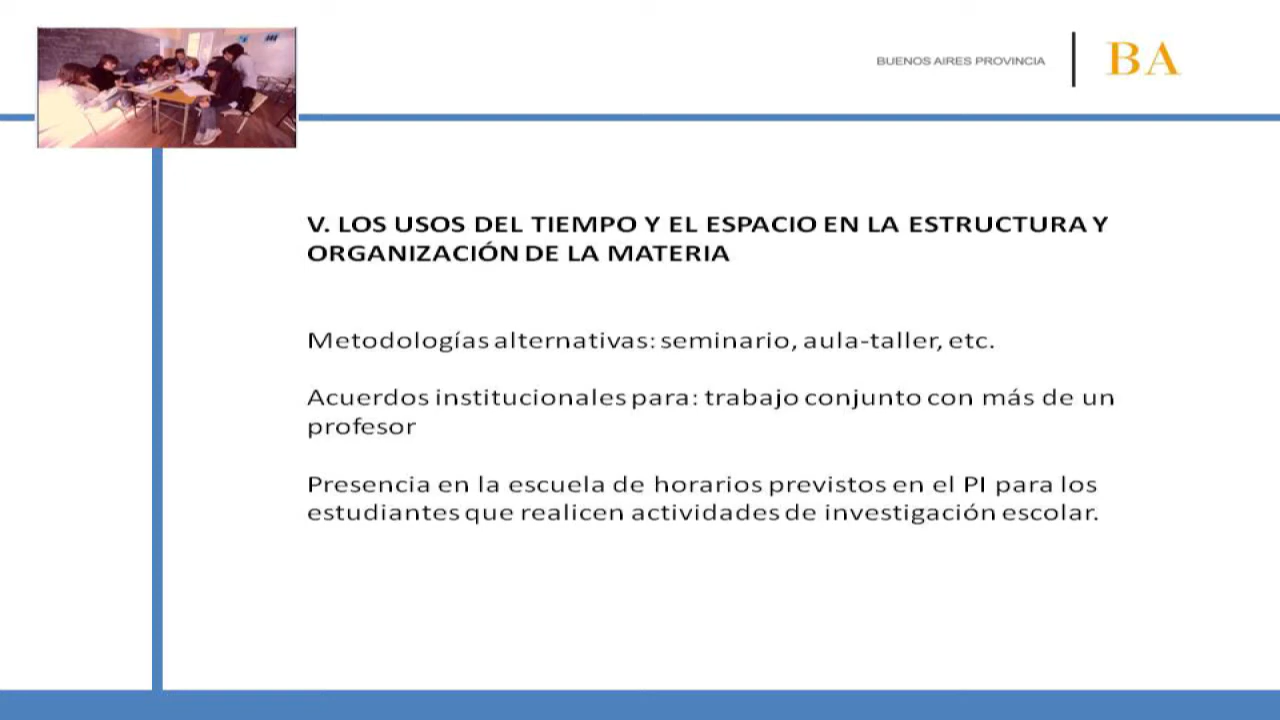 BUENOS AIRES PROVINCIA
BA
V. LOS USOS DEL TIEMPO Y EL ESPACIO EN LA ESTRUCTURA Y
ORGANIZACIÓN DE LA MATERIA
Metodologías alternativas: seminario, aula-taller, etc.
Acuerdos institucionales para: trabajo conjunto con más de un
profesor
Presencia en la escuela de horarios previstos en el PI para los
estudiantes que realicen actividades de investigación escolar.